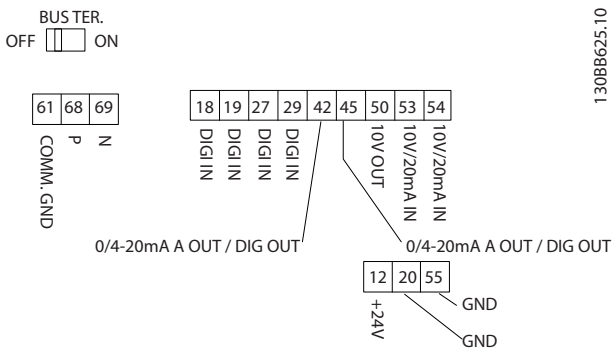 BUS TER.
OFF ON
130BB625.10
61 68 69
COMM. GND
P
N
18 19 27 29 42 45 50 53 54
DIGI IN
DIGI IN
DIGI IN
DIGI IN
10V OUT
10V/20mA IN
10V/20mA IN
0/4-20mA A OUT / DIG OUT
0/4-20mA A OUT / DIG OUT
12 20 55
+24V
GND
GND